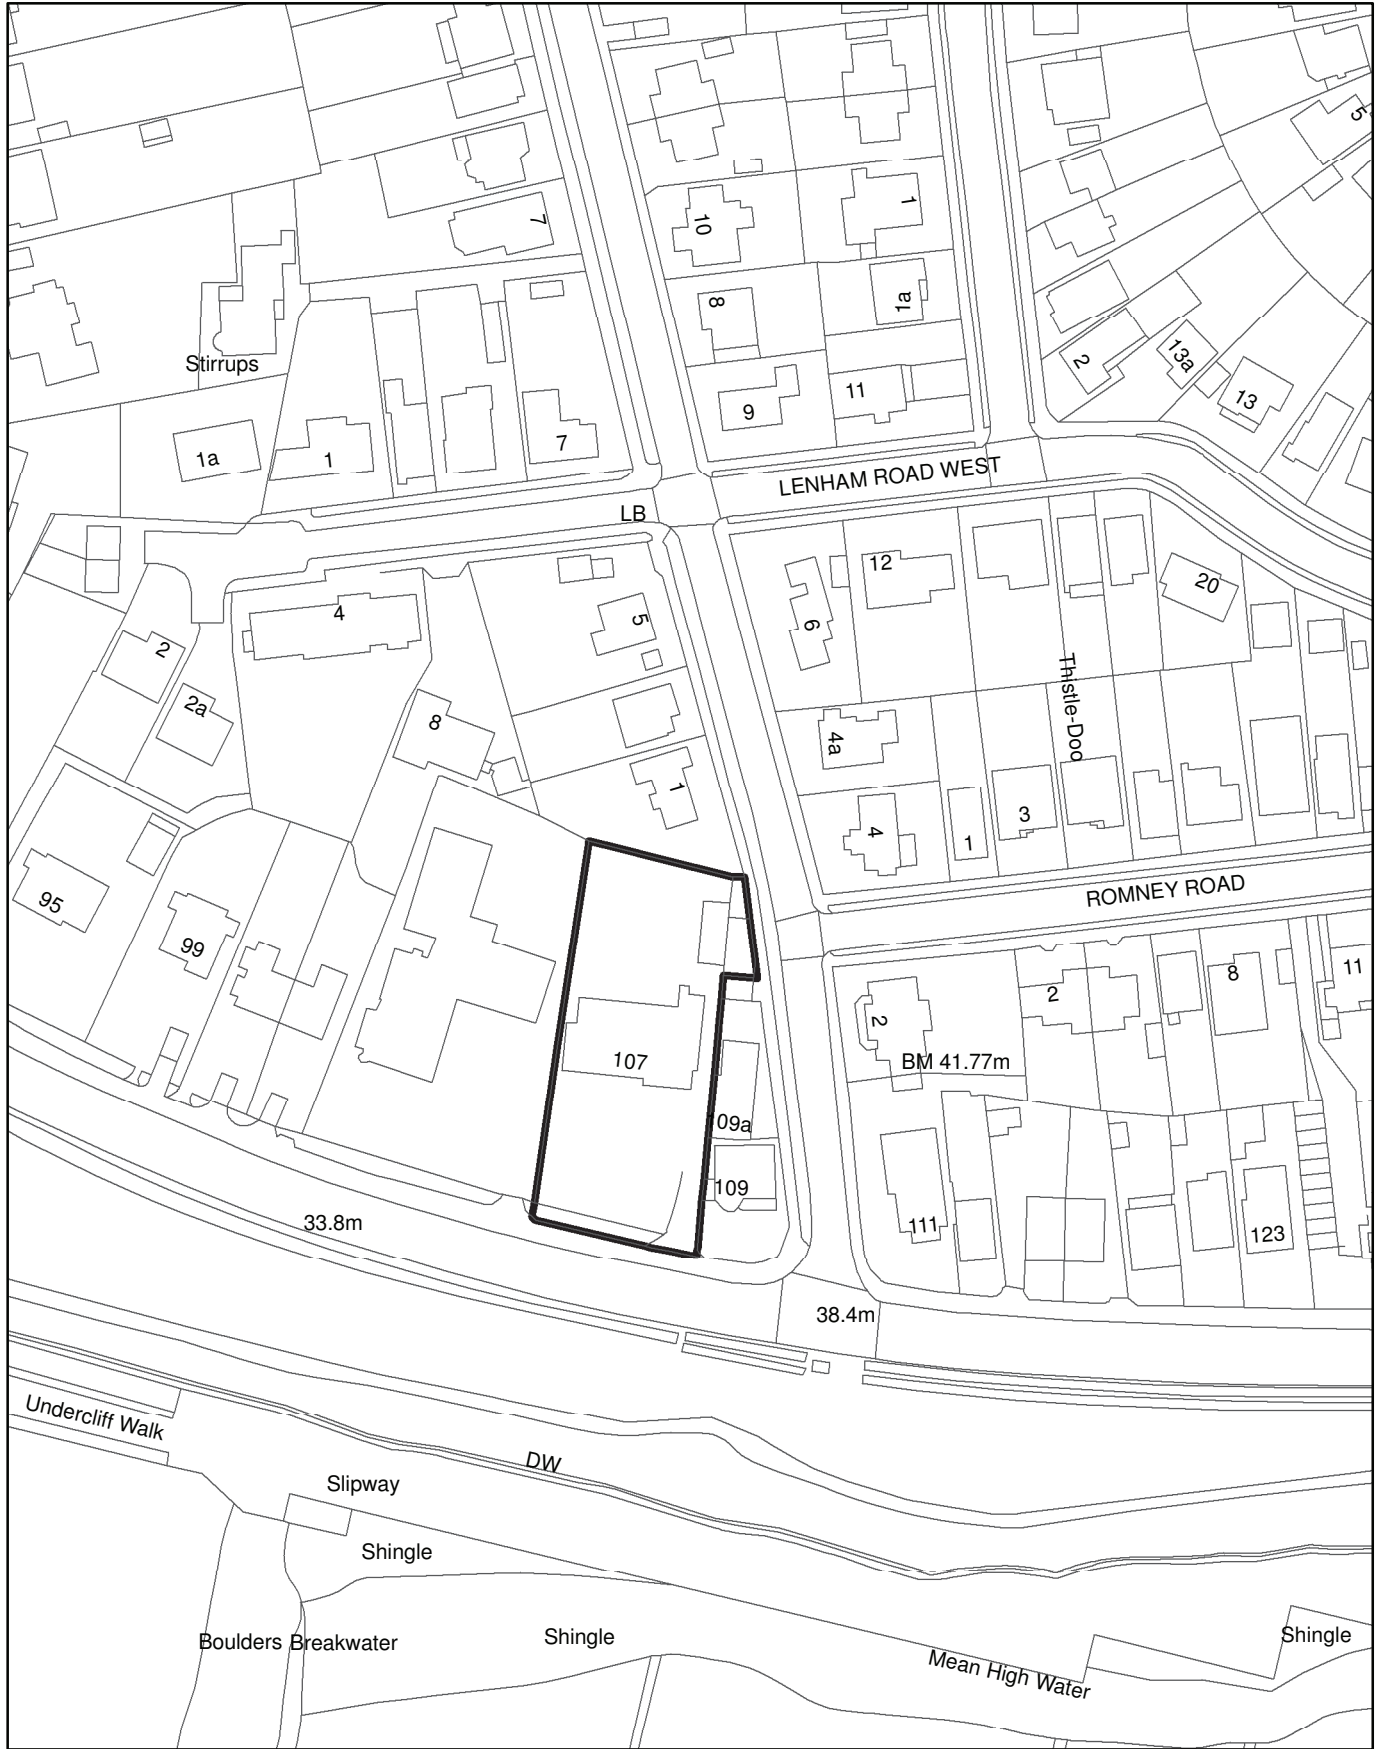 5
7
10
1
8
1a
Stirrups
2
13a
13
9
11
1a
1
7
LENHAM ROAD WEST
LB
12
20
4
5
6
2
2a
8
4a
Thistle-Doo
1
4
1
3
ROMNEY ROAD
95
99
2
2
8
11
107
BM 41.77m
09a
109
33.8m
111
123
38.4m
Undercliff Walk
DW
Slipway
Shingle
Boulders Breakwater
Shingle
Shingle
Mean High Water